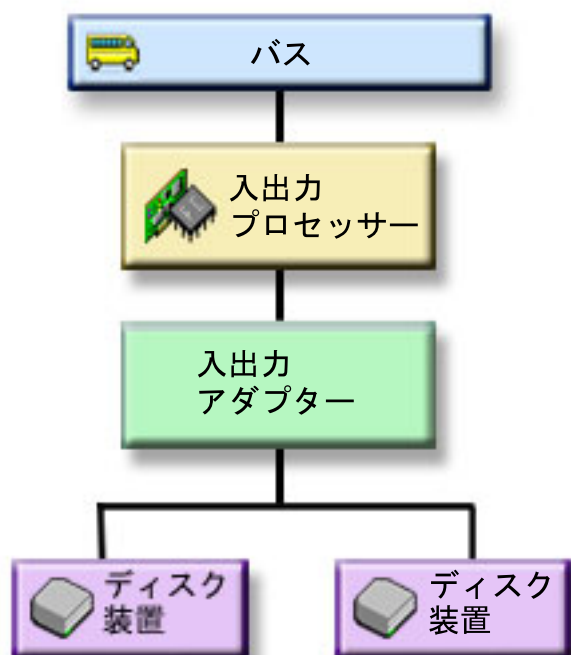 バス
入出力
プロセッサー
入出力
アダプター
ディスク
装置
ディスク
装置